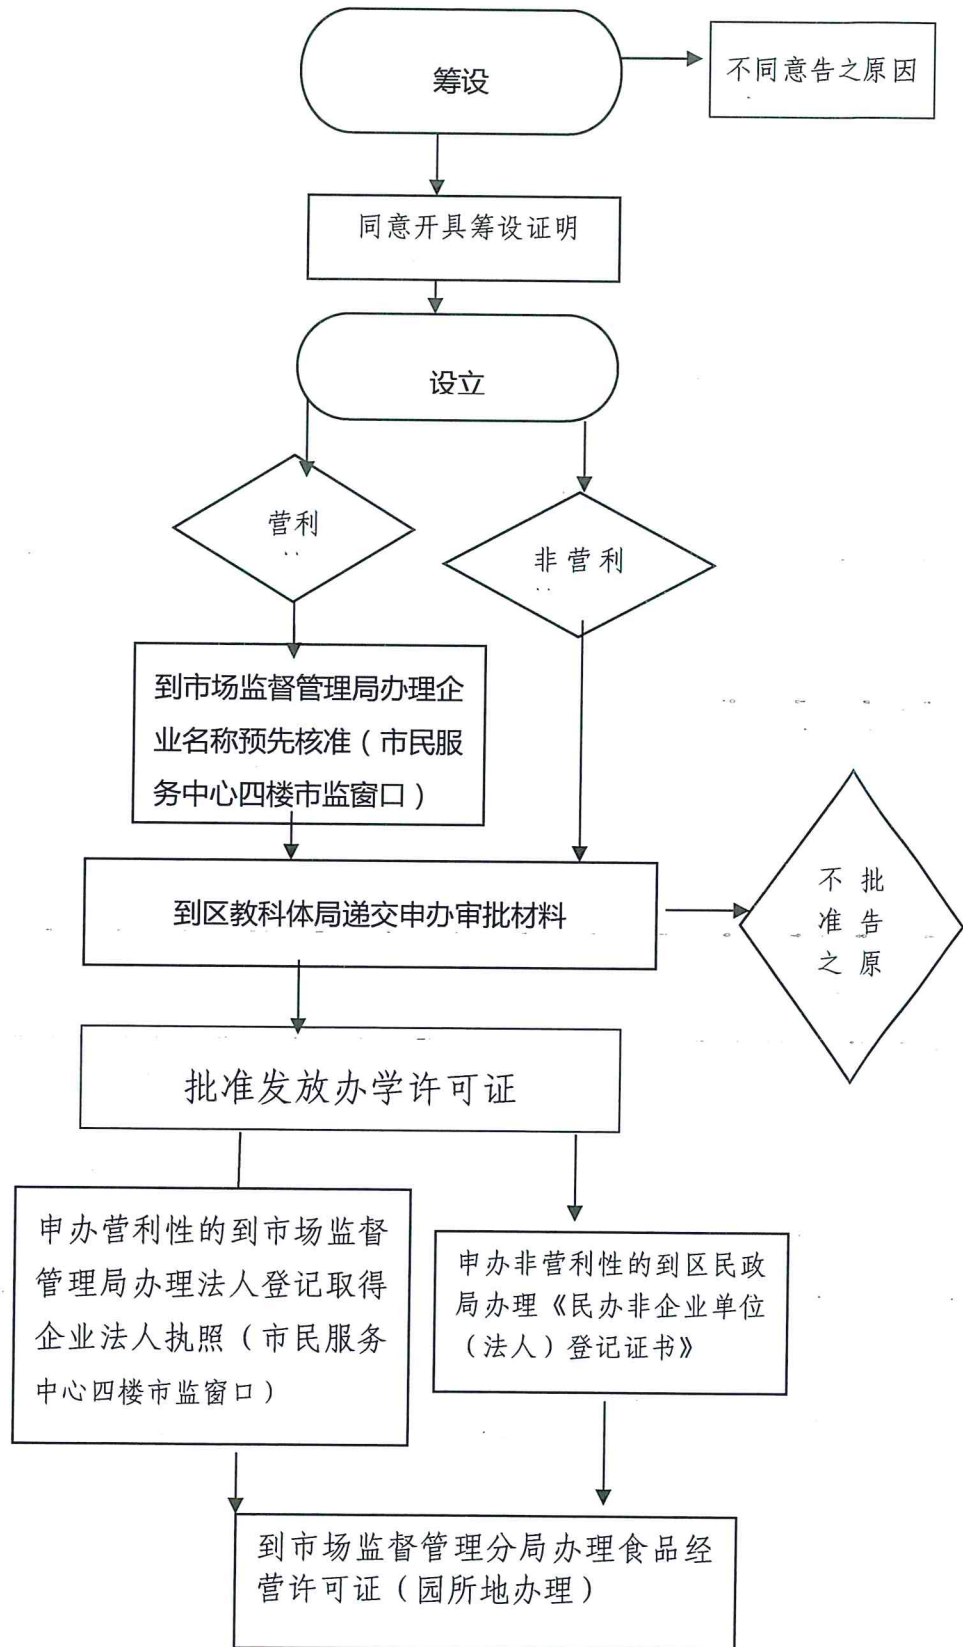 筹设
不同意告之原因
同意开具筹设证明
设立
营利
非营利
到市场监督管理局办理企
业名称预先核准（市民服
务中心四楼市监窗口）
到区教科体局递交申办审批材料
不批
准告
之原
批准发放办学许可证
申办营利性的到市场监督
管理局办理法人登记取得
企业法人执照（市民服务
中心四楼市监窗口）
申办非营利性的到区民政
局办理《民办非企业单位
（法人）登记证书》
到市场监督管理分局办理食品经
营许可证（园所地办理）